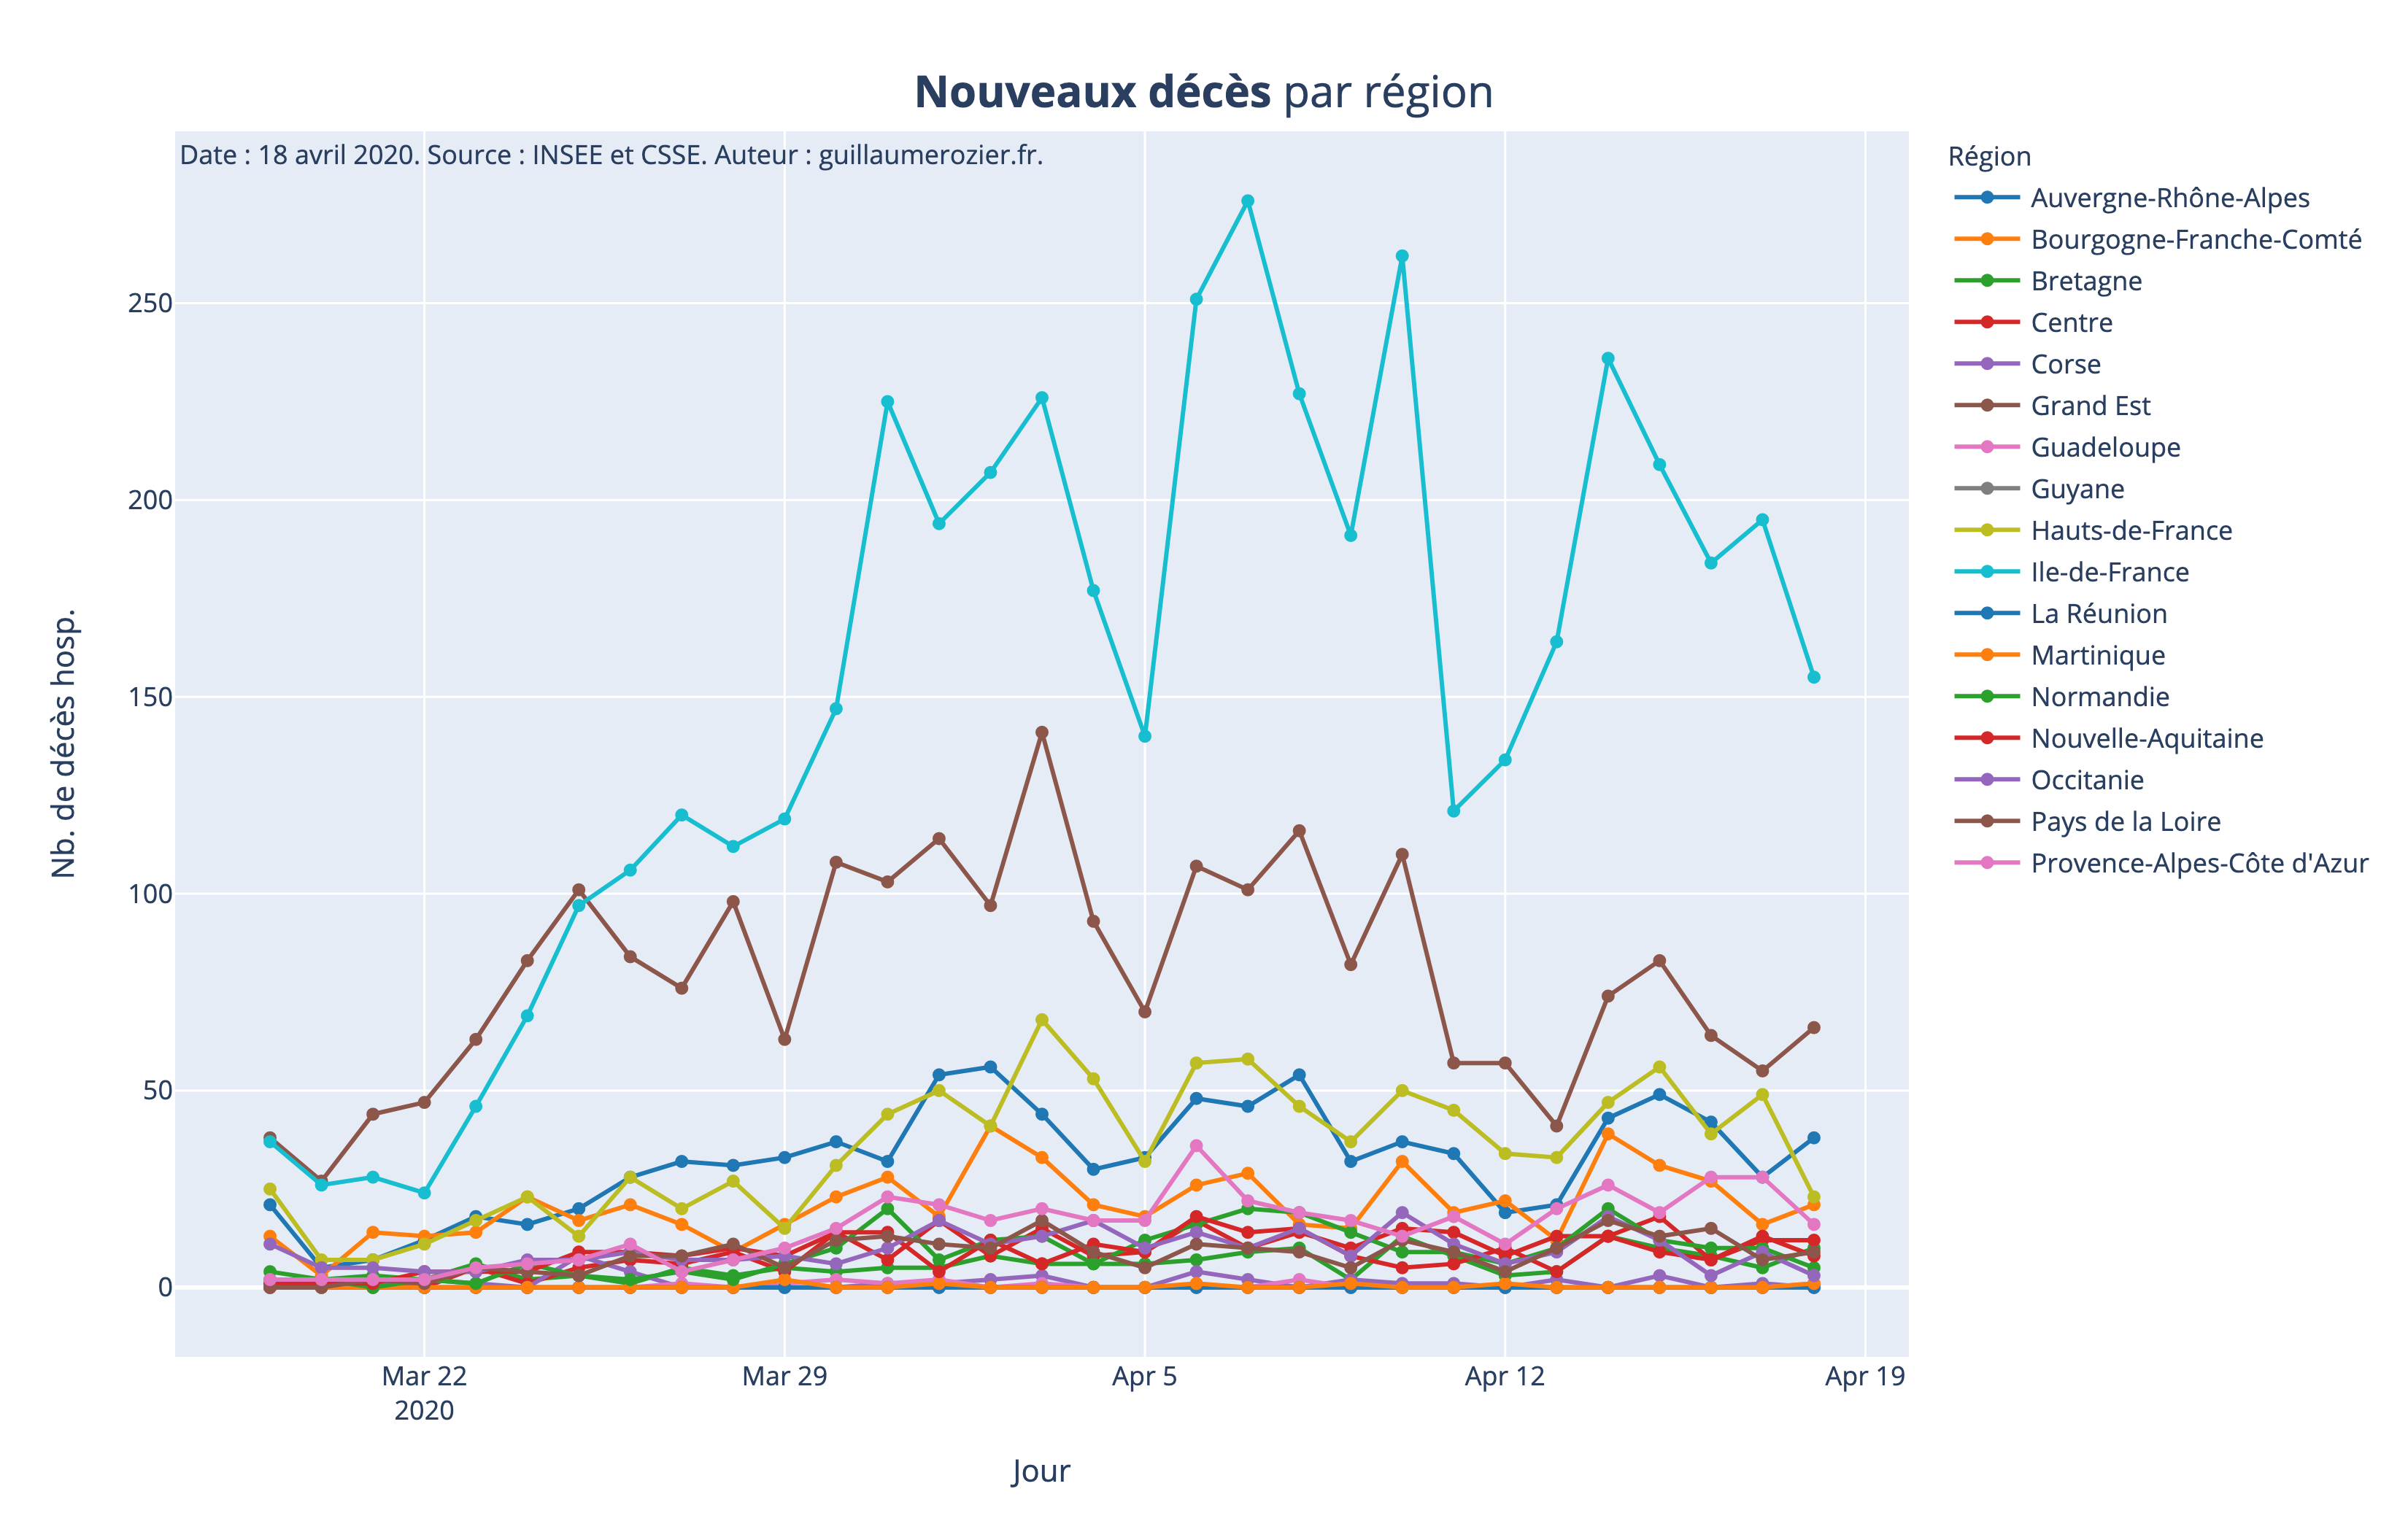 Nouveaux décès par région
Date : 18 avril 2020. Source : INSEE et CSSE. Auteur : guillaumerozier.fr.
Région
Auvergne-Rhône-Alpes
Bourgogne-Franche-Comté
Bretagne
Centre
Corse
Grand Est
Guadeloupe
Guyane
Hauts-de-France
Ile-de-France
La Réunion
Martinique
Normandie
Nouvelle-Aquitaine
Occitanie
Pays de la Loire
Provence-Alpes-Côte d'Azur
Nb. de décès hosp.
250
200
150
100
50
0
Mar 22
2020
Mar 29
Apr 5
Apr 12
Apr 19
Jour